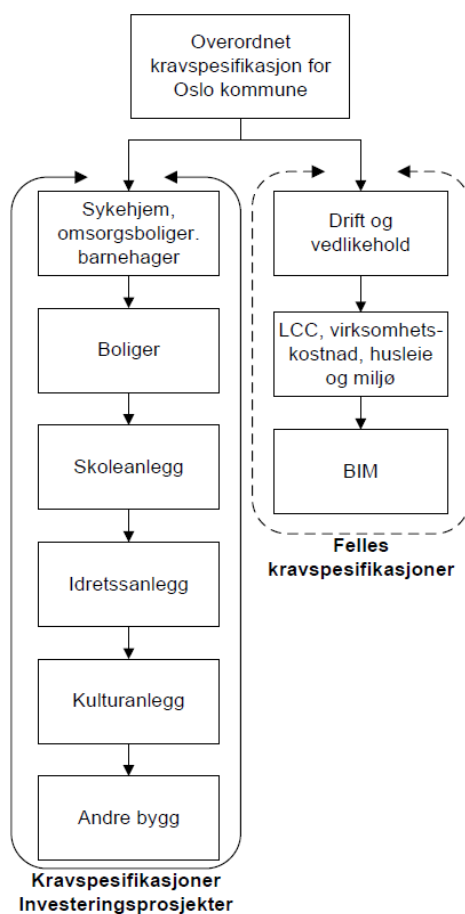 Overordnet
kravspesifikasjon for
Oslo kommune
Sykehjem,
omsorgsboliger.
barnehager
Boliger
Skoleanlegg
Idretssanlegg
Kulturanlegg
Andre bygg
Kravspesifikasjoner
Investeringsprosjekter
Drift og
vedlikehold
LCC, virksomhets-
kostnad, husleie
og miljø
BIM
Felles
kravspesifikasjoner